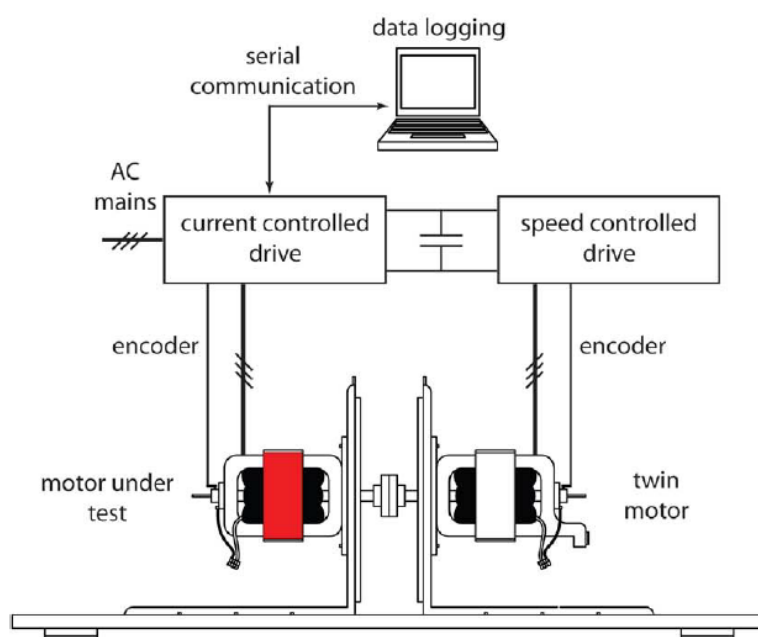 data logging
serial
communication
AC
mains
current controlled
drive
speed controlled
drive
encoder
encoder
motor under
test
twin
motor